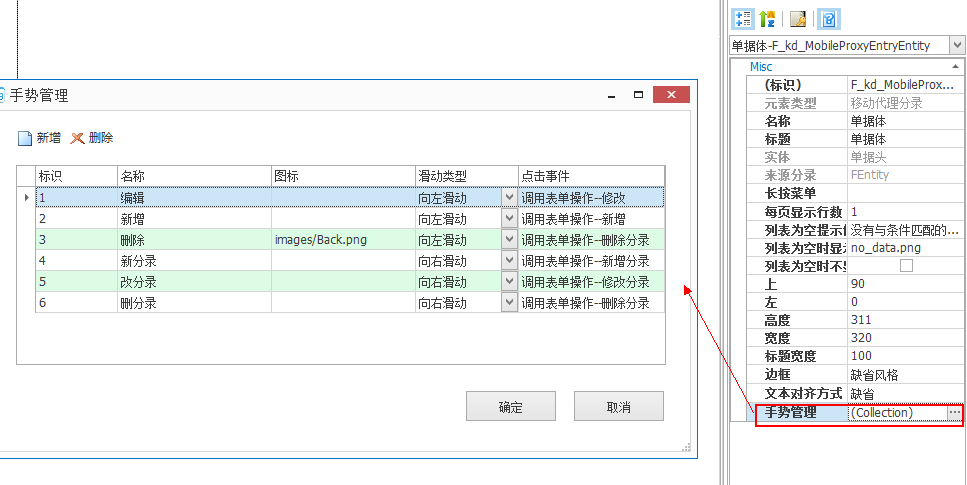 手势管理
新增 删除
标识 名称 图标 滑动类型 点击事件
1 编辑 向左滑动 调用表单操作--修改
2 新增 向左滑动 调用表单操作--新增
3 删除 images/Back.png 向左滑动 调用表单操作--删除分录
4 新分录 向右滑动 调用表单操作--新增分录
5 改分录 向右滑动 调用表单操作--修改分录
6 删分录 向右滑动 调用表单操作--删除分录
确定 取消
单据体-F_kd_MobileProxyEntryEntity
Misc
(标识) F_kd_MobileProx...
元素类型 移动代理分录
名称 单据体
标题 单据体
实体 单据头
来源分录 FEntity
长按菜单
每页显示行数 1
列表为空提示信 没有与条件匹配的...
列表为空时显示 no_data.png
列表为空时不显
上 90
左 0
高度 311
宽度 320
标题宽度 100
边框 缺省风格
文本对齐方式 缺省
手势管理 (Collection) ...